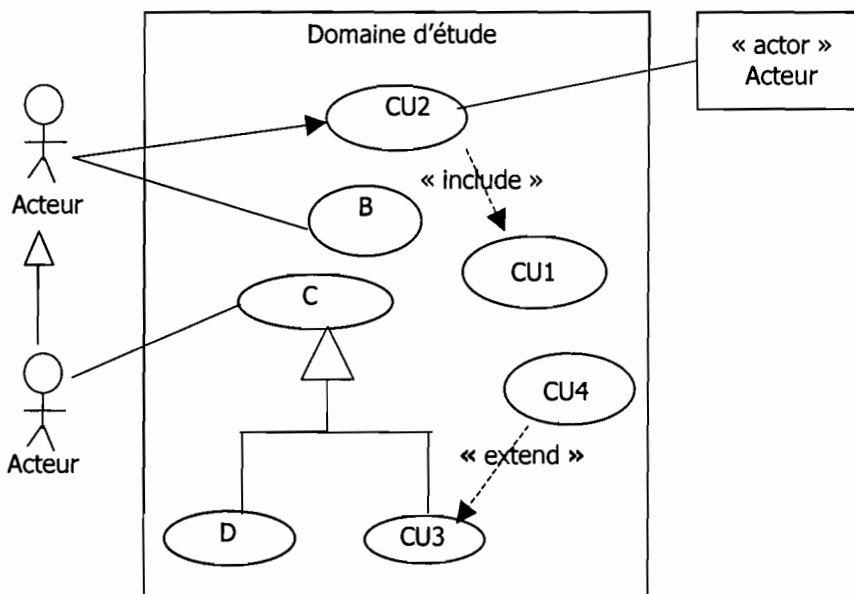 Domaine d'étude
« actor »
Acteur
CU2
« include »
Acteur
B
CU1
C
CU4
Acteur
« extend »
D
CU3